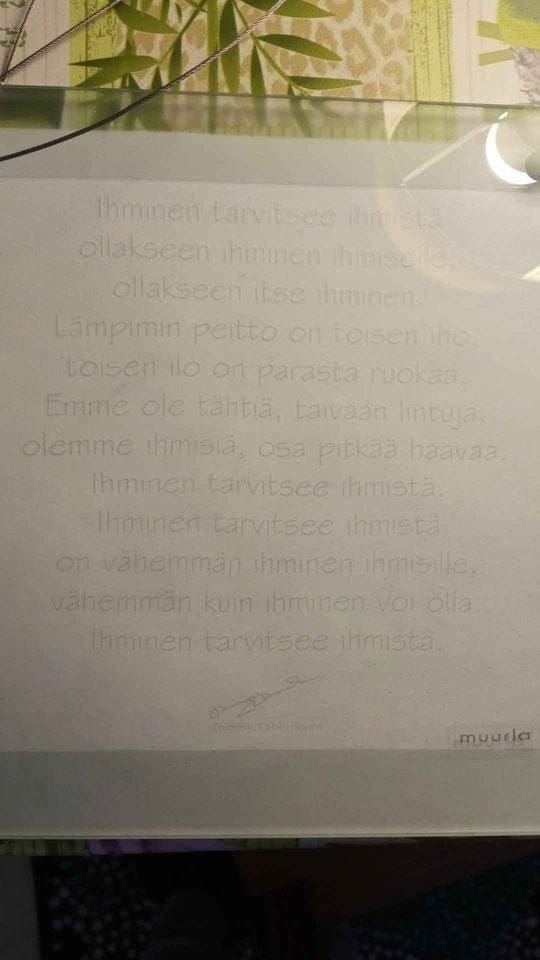 Ihminen tarvitsee ihmistä
ollakseen ihminen ihmiselle,
ollakseen itse ihminen.
Lämpimin peitto on toisen iho,
toisen ilo on parasta ruokaa.
Emme ole tähtiä, taivaan lintuja,
olemme ihmisiä, osa pitkää haavaa.
Ihminen tarvitsee ihmistä.
Ihminen tarvitsee ihmistä
on vähemmän ihminen ihmisille,
vähemmän kuin ihminen voi olla.
Ihminen tarvitsee ihmistä.
Tommy Tabermann
muurla